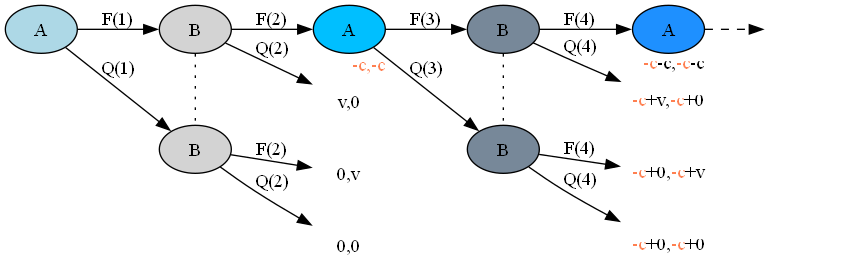 A F(1) B F(2) A F(3) B F(4) A
Q(2) Q(4)
Q(1) -c,-c Q(3) -c-c,-c-c
v,0 -c+v,-c+0
B F(2) B F(4)
0,v -c+0,-c+v
Q(2) Q(4)
0,0 -c+0,-c+0